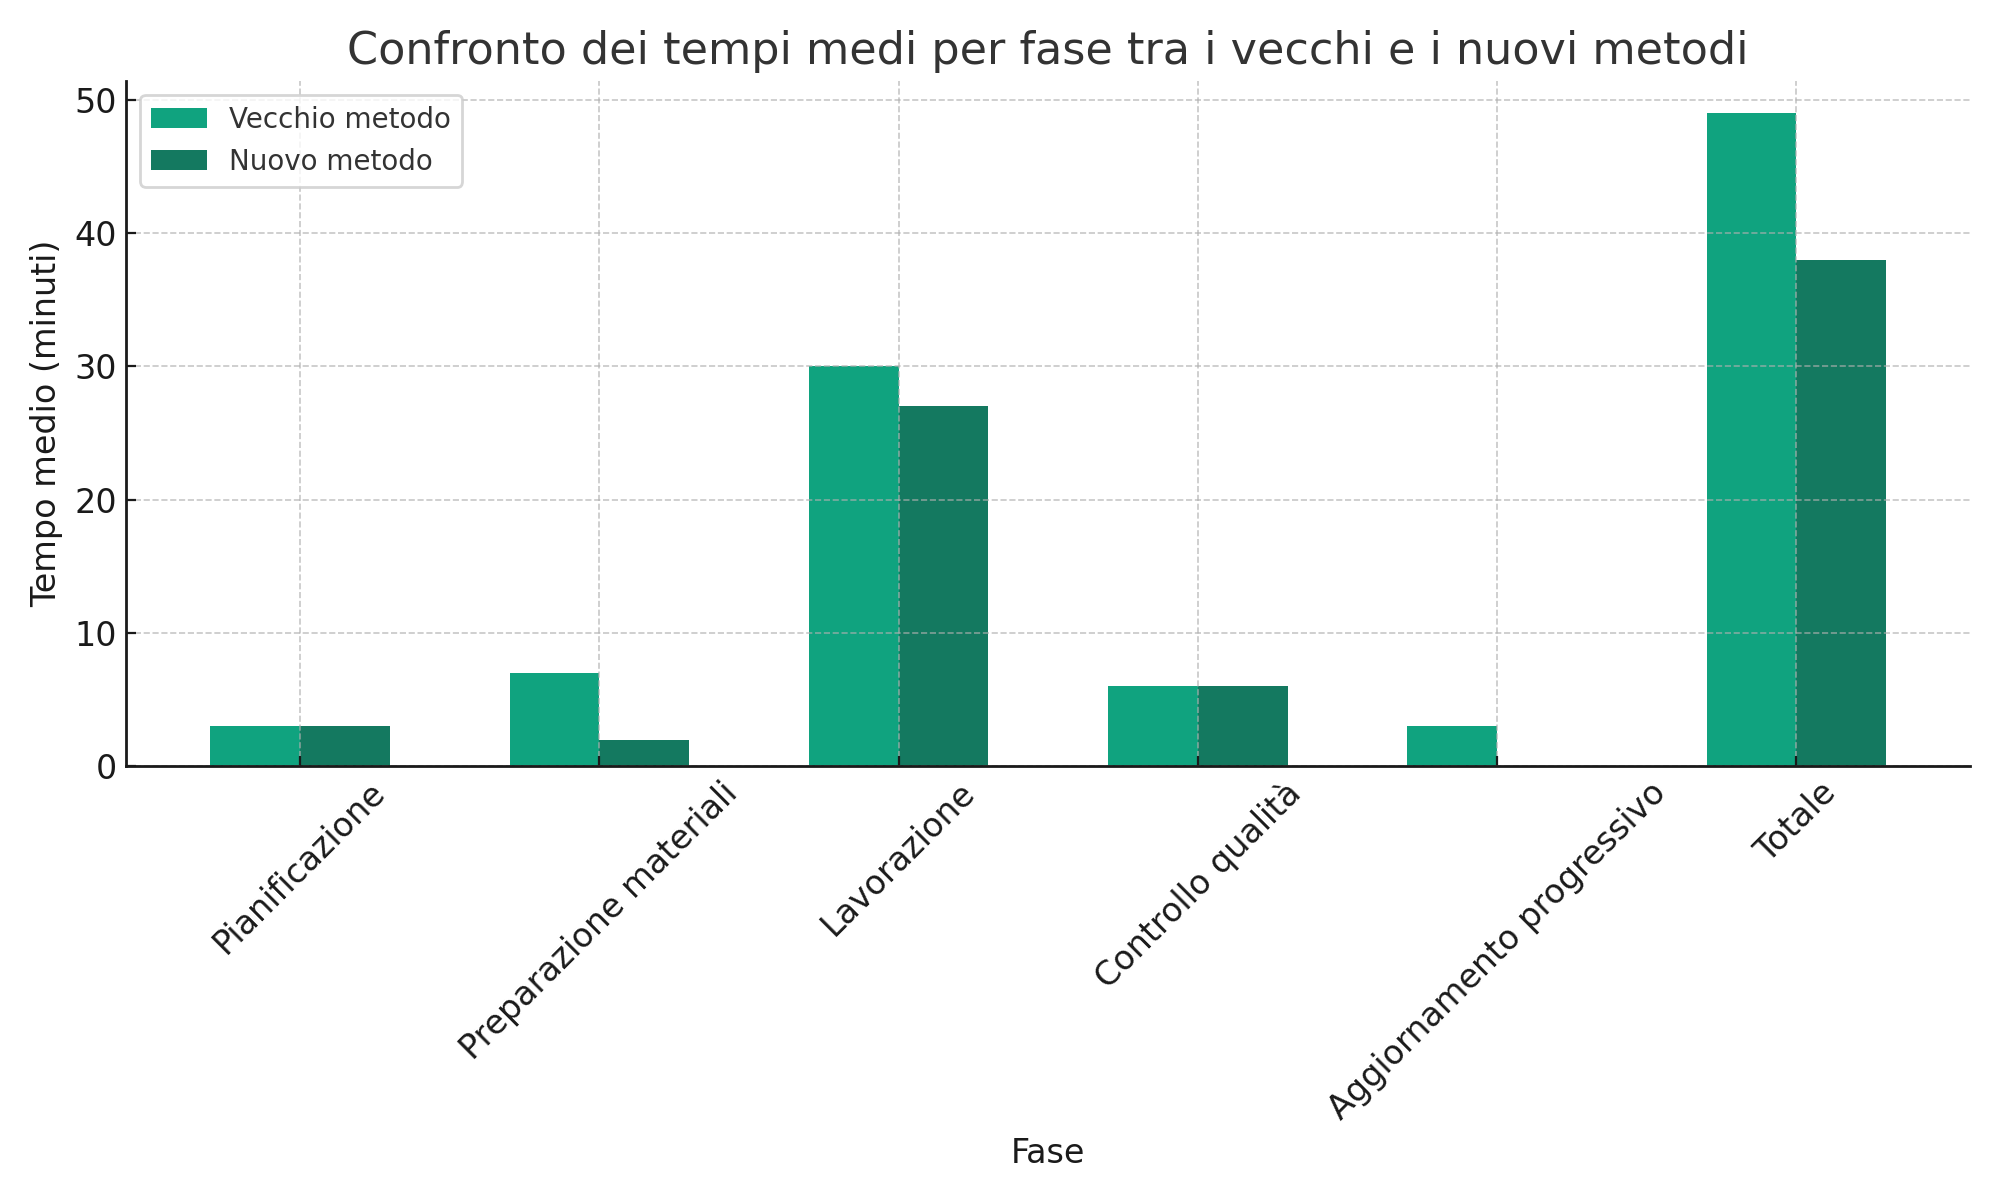 Confronto dei tempi medi per fase tra i vecchi e i nuovi metodi
Vecchio metodo
Nuovo metodo
Tempo medio (minuti)
50
40
30
20
10
0
Pianificazione
Preparazione materiali
Lavorazione
Controllo qualità
Aggiornamento progressivo
Totale
Fase